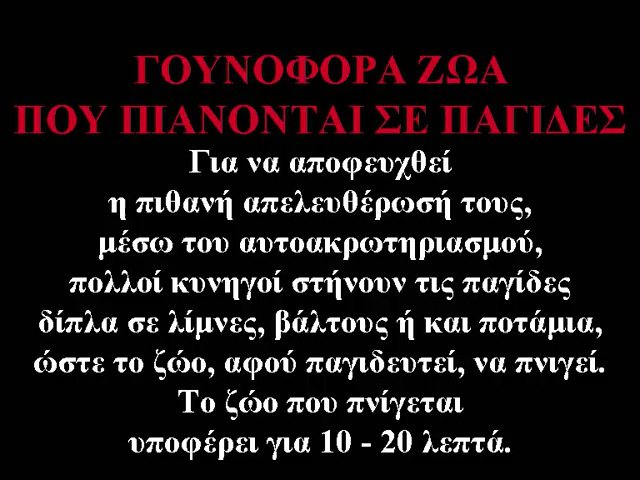 ΓΟΥΝΟΦΟΡΑ ΖΩΑ
ΠΟΥ ΠΙΑΝΟΝΤΑΙ ΣΕ ΠΑΓΙΔΕΣ
Για να αποφευχθεί
η πιθανή απελευθέρωσή τους,
μέσω του αυτοακρωτηριασμού,
πολλοί κυνηγοί στήνουν τις παγίδες
δίπλα σε λίμνες, βάλτους ή και ποτάμια,
ώστε το ζώο, αφού παγιδευτεί, να πνιγεί.
Το ζώο που πνίγεται
υποφέρει για 10 - 20 λεπτά.